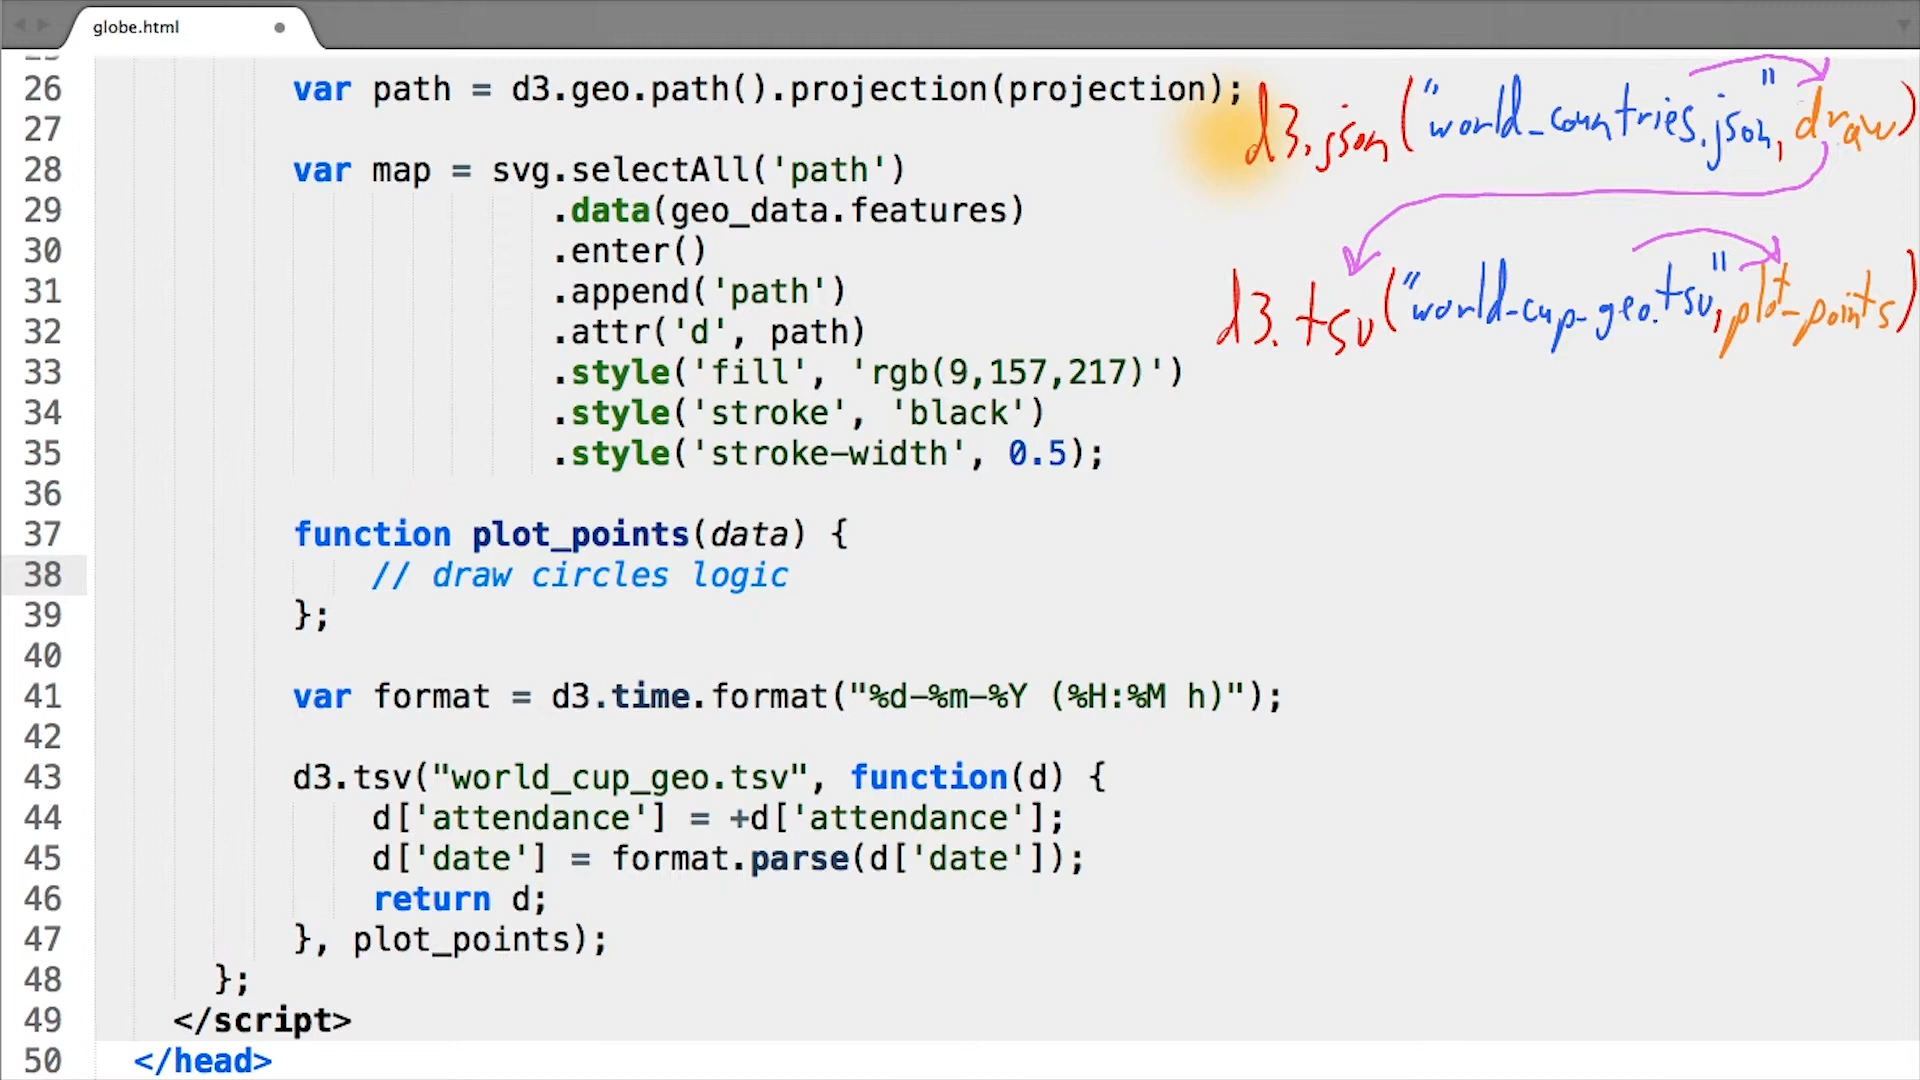 globe.html
26 var path = d3.geo.path().projection(projection);
27
28 var map = svg.selectAll('path')
29 .data(geo_data.features)
30 .enter()
31 .append('path')
32 .attr('d', path)
33 .style('fill', 'rgb(9,157,217)')
34 .style('stroke', 'black')
35 .style('stroke-width', 0.5);
36
37 function plot_points(data) {
38 // draw circles logic
39 };
40
41 var format = d3.time.format("%d-%m-%Y (%H:%M h)");
42
43 d3.tsv("world_cup_geo.tsv", function(d) {
44 d['attendance'] = +d['attendance'];
45 d['date'] = format.parse(d['date']);
46 return d;
47 }, plot_points);
48 };
49 </script>
50 </head>
d3.json("world_countries.json", draw)
d3.tsv("world-cup-geo.tsv", plot_points)